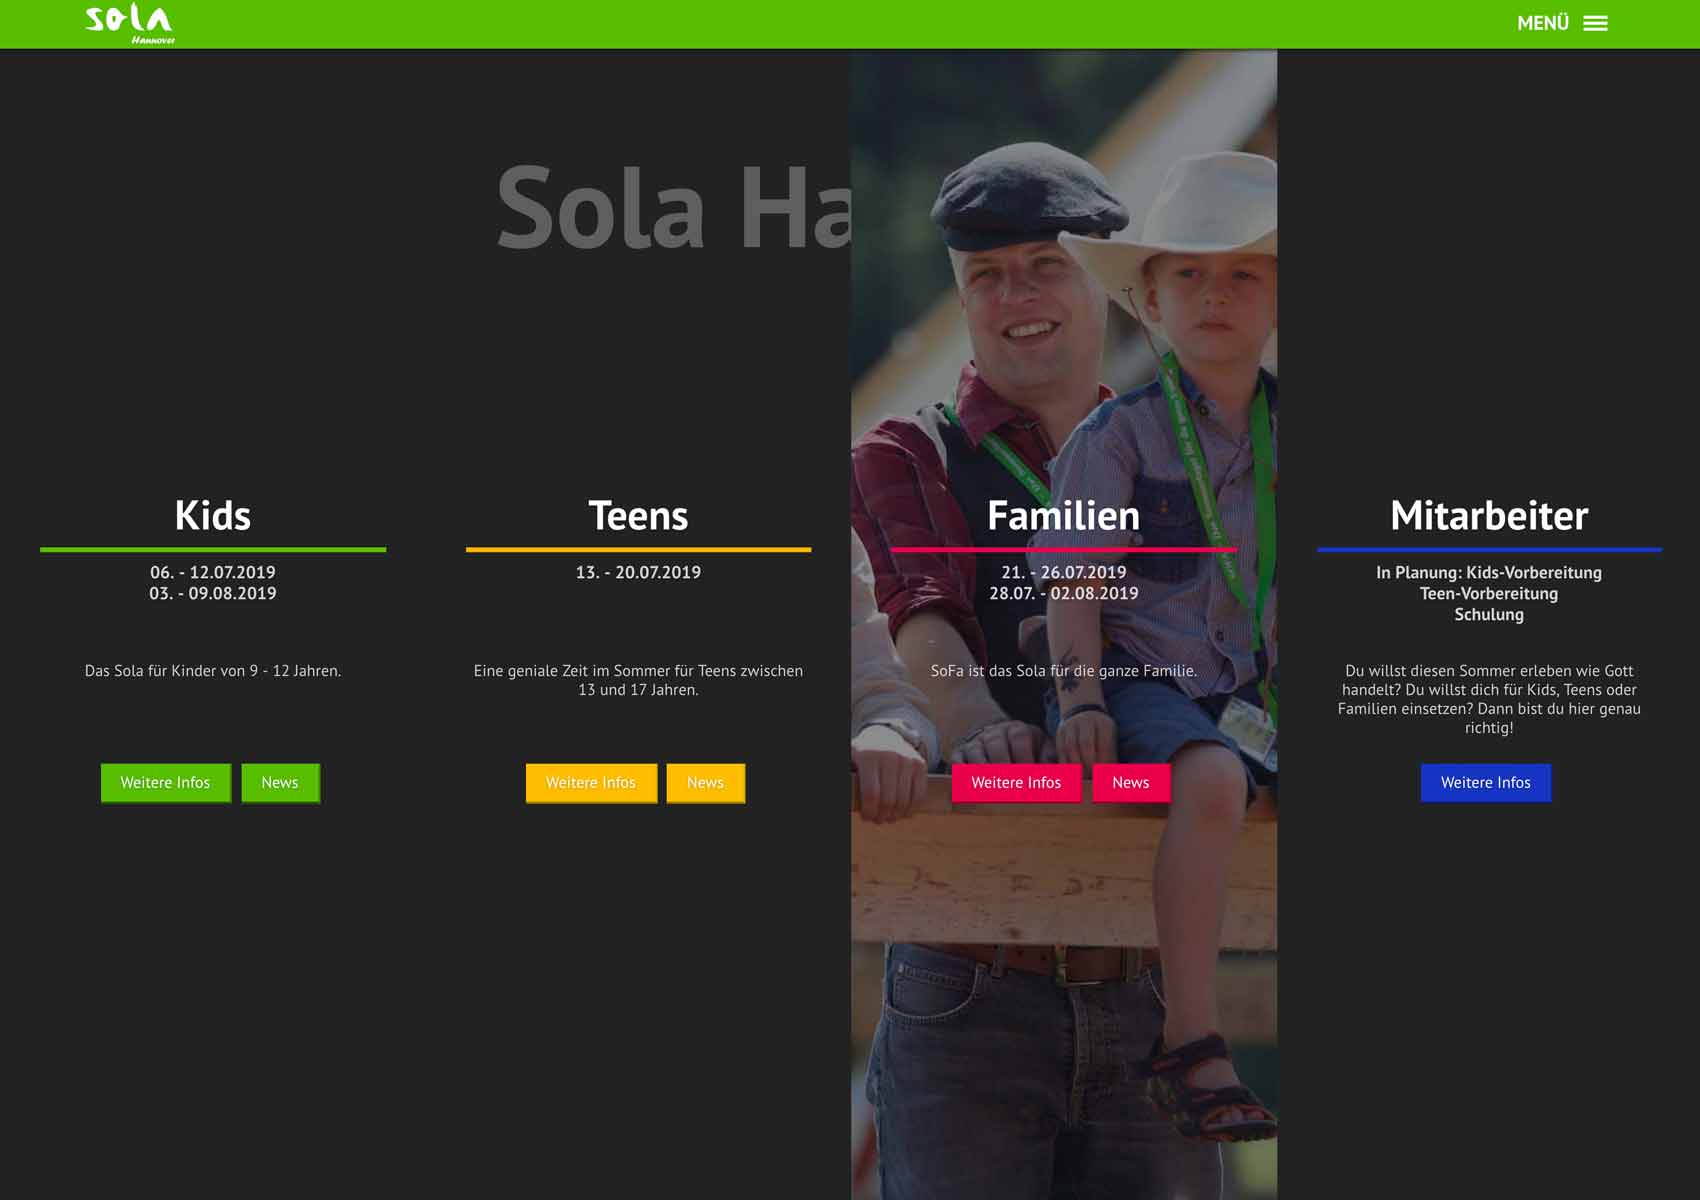 sola
Hannover
MENÜ
Sola Ha
Kids
06. - 12.07.2019
03. - 09.08.2019
Das Sola für Kinder von 9 - 12 Jahren.
Weitere Infos
News
Teens
13. - 20.07.2019
Eine geniale Zeit im Sommer für Teens zwischen
13 und 17 Jahren.
Weitere Infos
News
Familien
21. - 26.07.2019
28.07. - 02.08.2019
SoFa ist das Sola für die ganze Familie.
Weitere Infos
News
Mitarbeiter
In Planung: Kids-Vorbereitung
Teen-Vorbereitung
Schulung
Du willst diesen Sommer erleben wie Gott
handelt? Du willst dich für Kids, Teens oder
Familien einsetzen? Dann bist du hier genau
richtig!
Weitere Infos